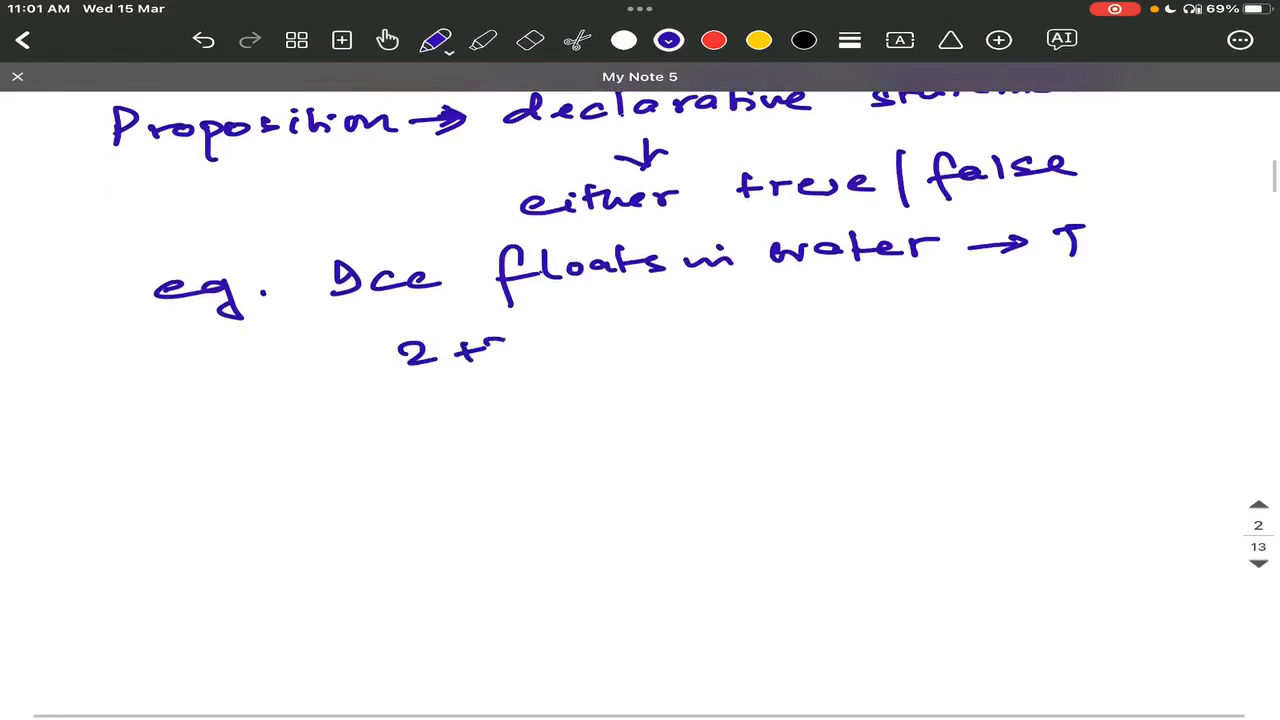 11:01 AM Wed 15 Mar
69%
A
AI
My Note 5
Proposition → declarative
↓
either true | false
eg. Ice floats in water → T
2 +
2
13